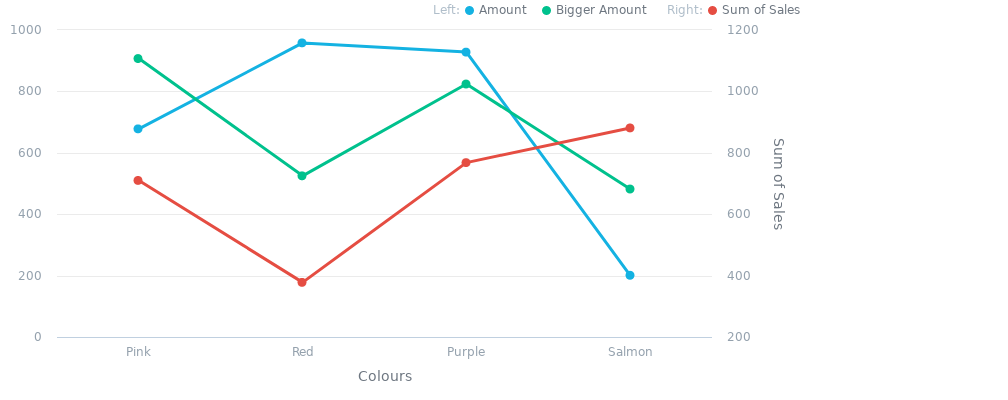 Left: Amount Bigger Amount Right: Sum of Sales
1000 1200
800 1000
600 800
400 600
200 400
0 200
Sum of Sales
Pink Red Purple Salmon
Colours